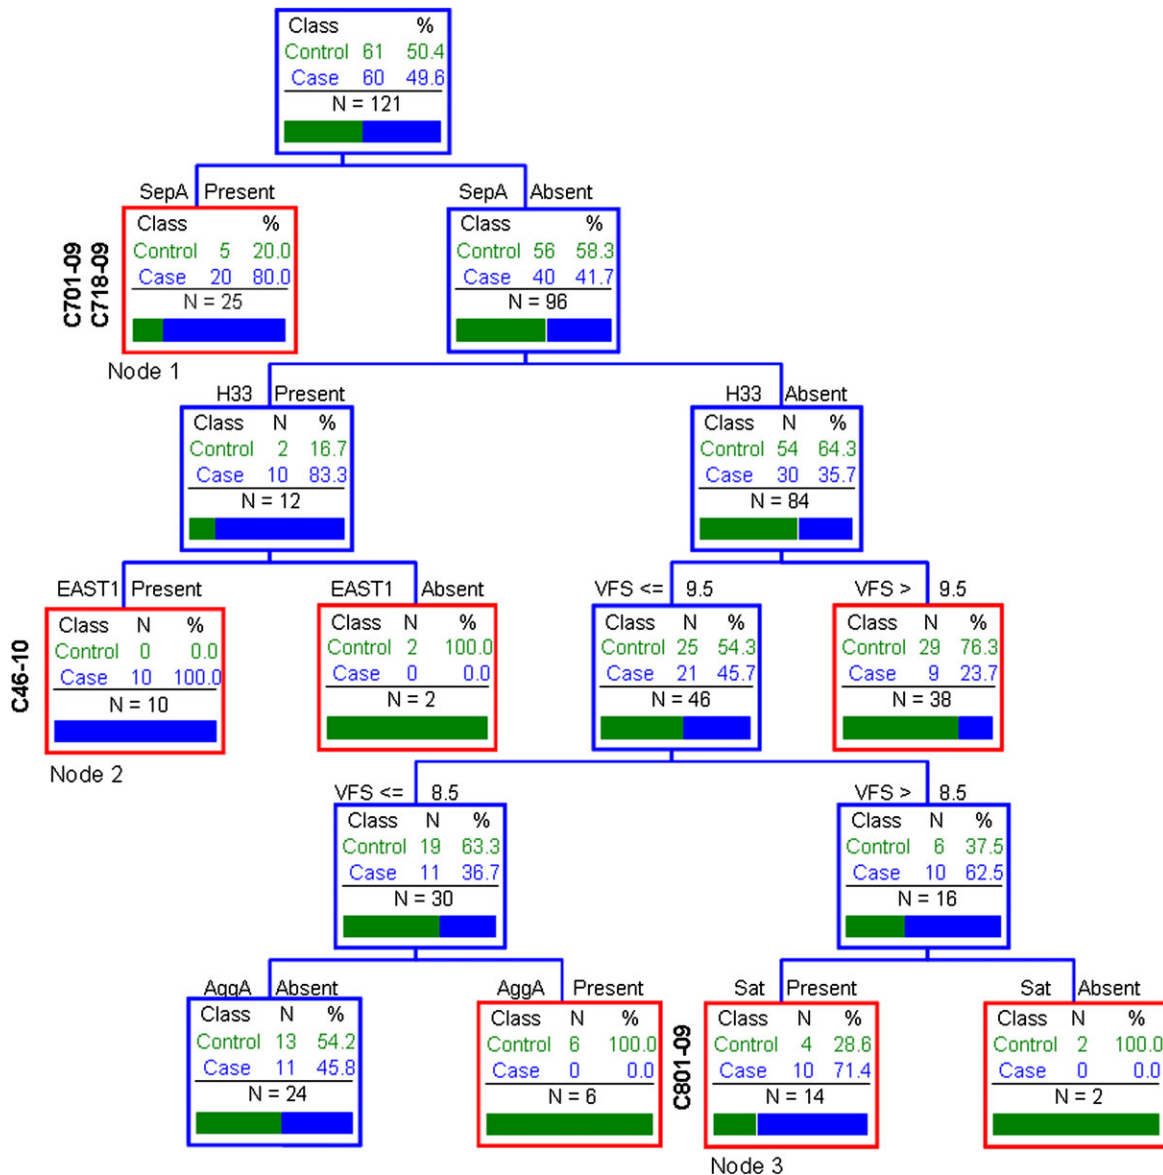 Class %
Control 61 50.4
Case 60 49.6
N = 121
SepA Present
SepA Absent
C701-09
C718-09
Class %
Control 5 20.0
Case 20 80.0
N = 25
Node 1
Class %
Control 56 58.3
Case 40 41.7
N = 96
H33 Present
H33 Absent
Class N %
Control 2 16.7
Case 10 83.3
N = 12
Class N %
Control 54 64.3
Case 30 35.7
N = 84
EAST1 Present
EAST1 Absent
VFS <= 9.5
VFS > 9.5
C46-10
Class N %
Control 0 0.0
Case 10 100.0
N = 10
Node 2
Class N %
Control 2 100.0
Case 0 0.0
N = 2
Class N %
Control 25 54.3
Case 21 45.7
N = 46
Class N %
Control 29 76.3
Case 9 23.7
N = 38
VFS <= 8.5
VFS > 8.5
Class N %
Control 19 63.3
Case 11 36.7
N = 30
Class N %
Control 6 37.5
Case 10 62.5
N = 16
AggA Absent
AggA Present
Sat Present
Sat Absent
Class N %
Control 13 54.2
Case 11 45.8
N = 24
Class N %
Control 6 100.0
Case 0 0.0
N = 6
C801-09
Class N %
Control 4 28.6
Case 10 71.4
N = 14
Node 3
Class N %
Control 2 100.0
Case 0 0.0
N = 2